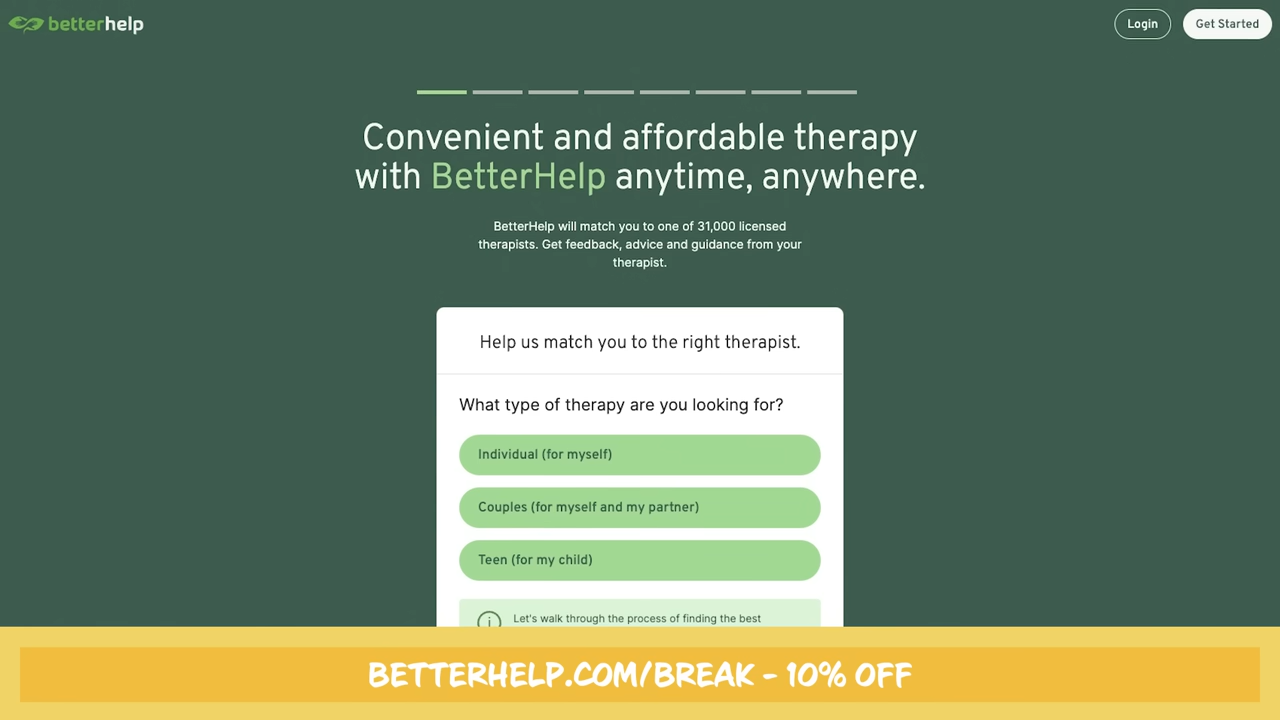 betterhelp
Login
Get Started
Convenient and affordable therapy
with BetterHelp anytime, anywhere.
BetterHelp will match you to one of 31,000 licensed
therapists. Get feedback, advice and guidance from your
therapist.
Help us match you to the right therapist.
What type of therapy are you looking for?
Individual (for myself)
Couples (for myself and my partner)
Teen (for my child)
Let's walk through the process of finding the best
BETTERHELP.COM/BREAK - 10% OFF